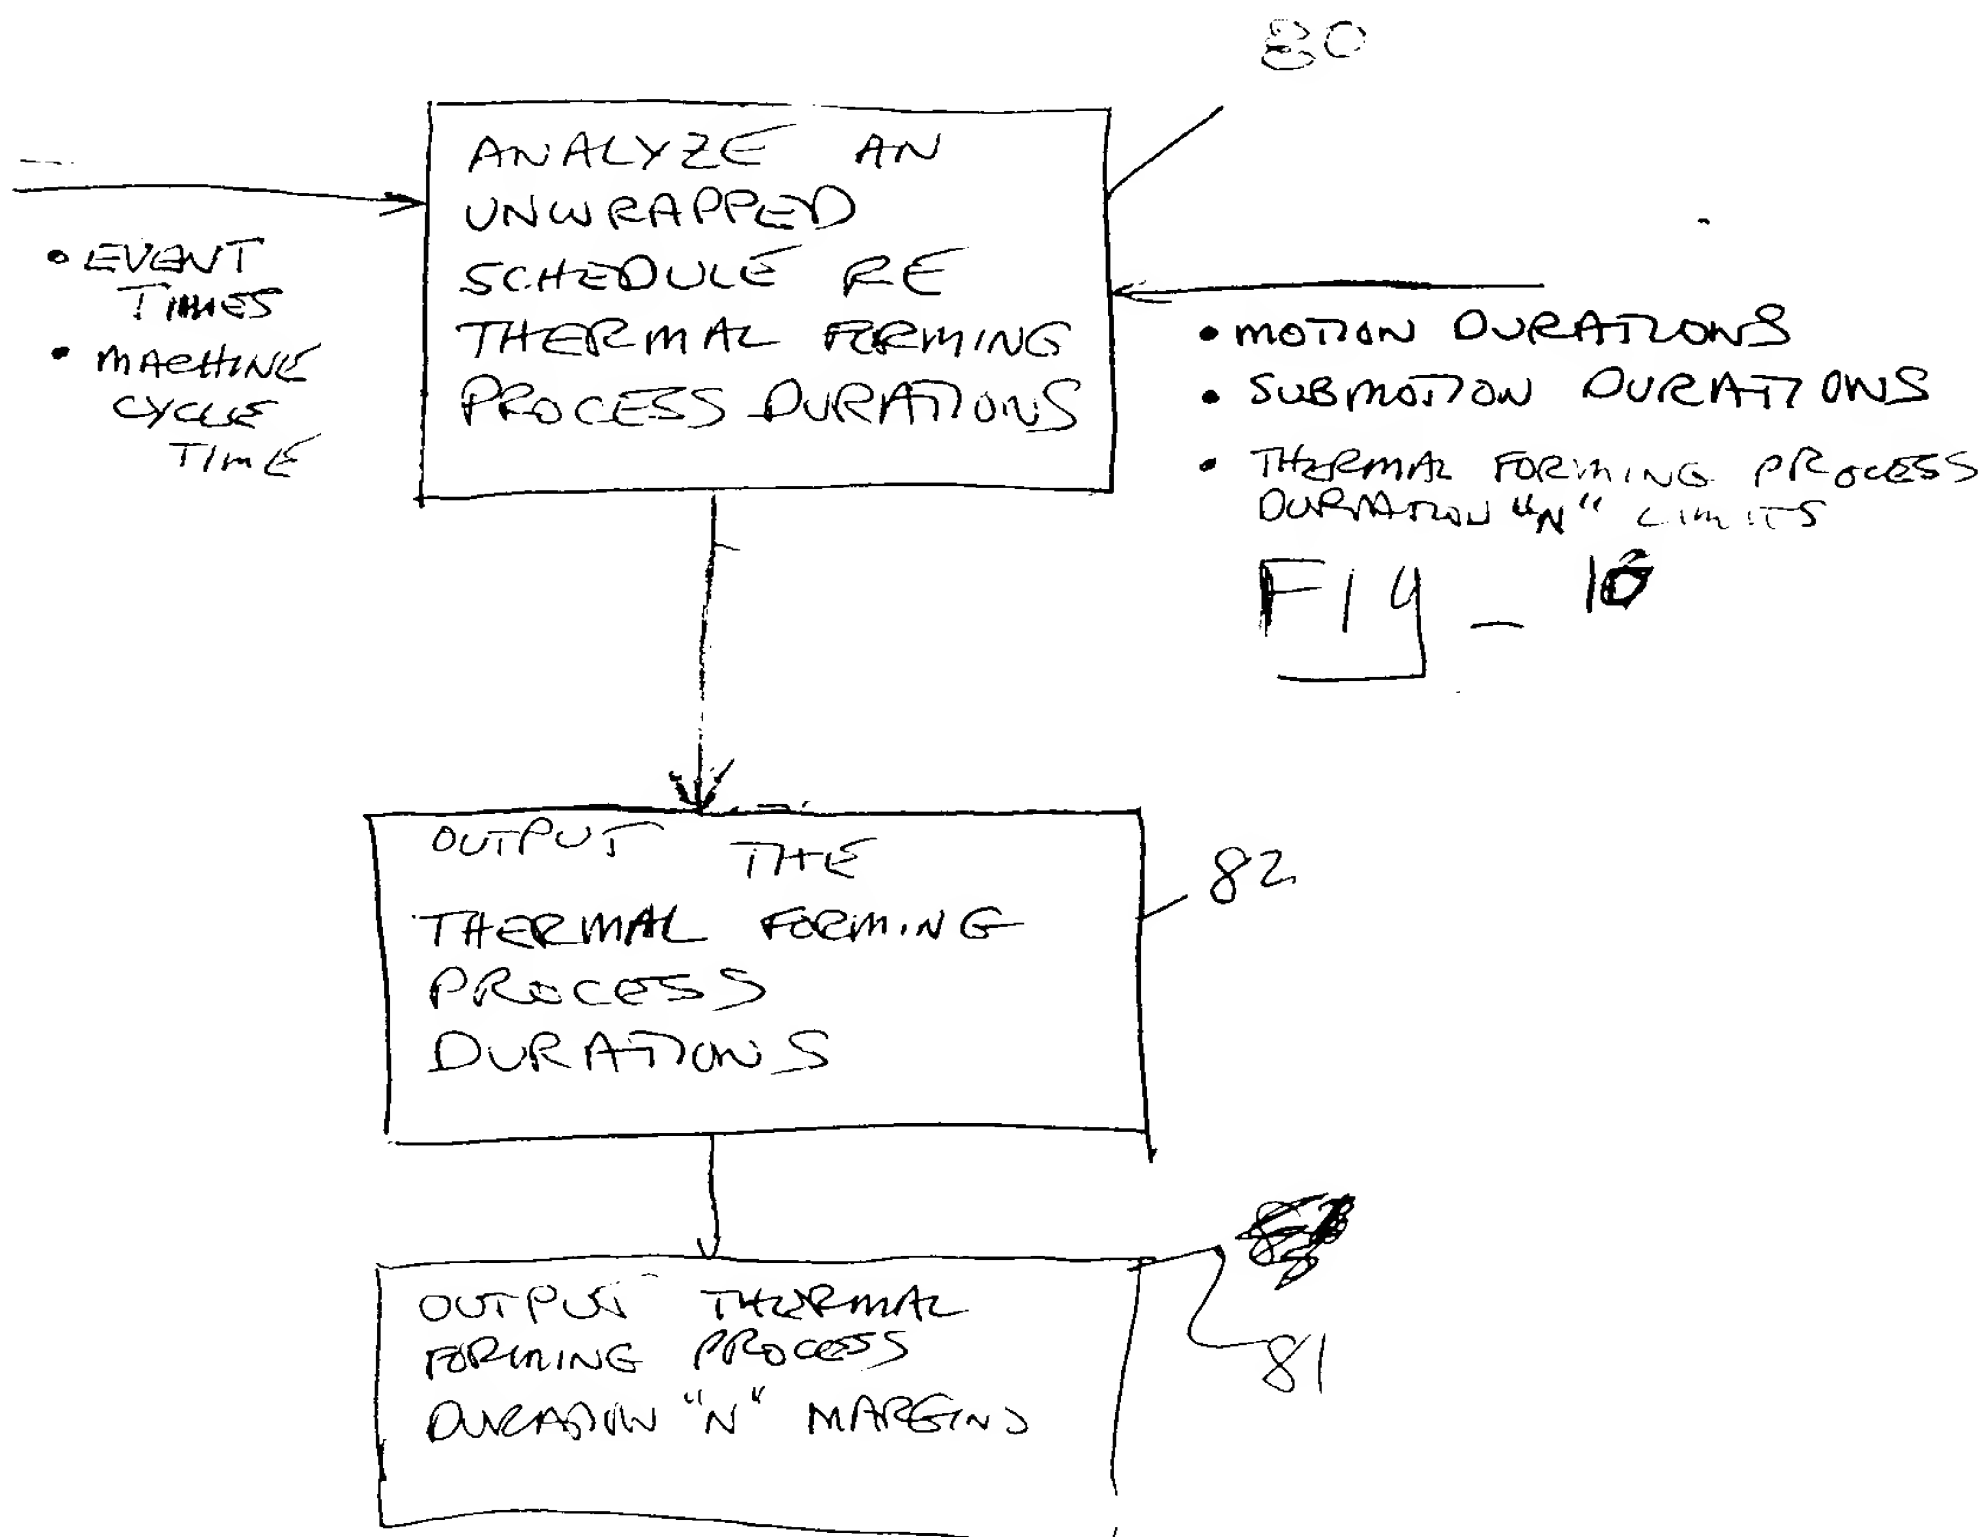 80
ANALYZE AN
UNWRAPPED
SCHEDULE RE
THERMAL FORMING
PROCESS DURATIONS
• EVENT
TIMES
• MACHINE
CYCLE
TIME
• MOTION DURATIONS
• SUBMOTION DURATIONS
• THERMAL FORMING PROCESS
DURATION "N" LIMITS
FIG _ 10
OUTPUT THE
THERMAL FORMING
PROCESS
DURATIONS
82
OUTPUT THERMAL
FORMING PROCESS
DURATION "N" MARGINS
81